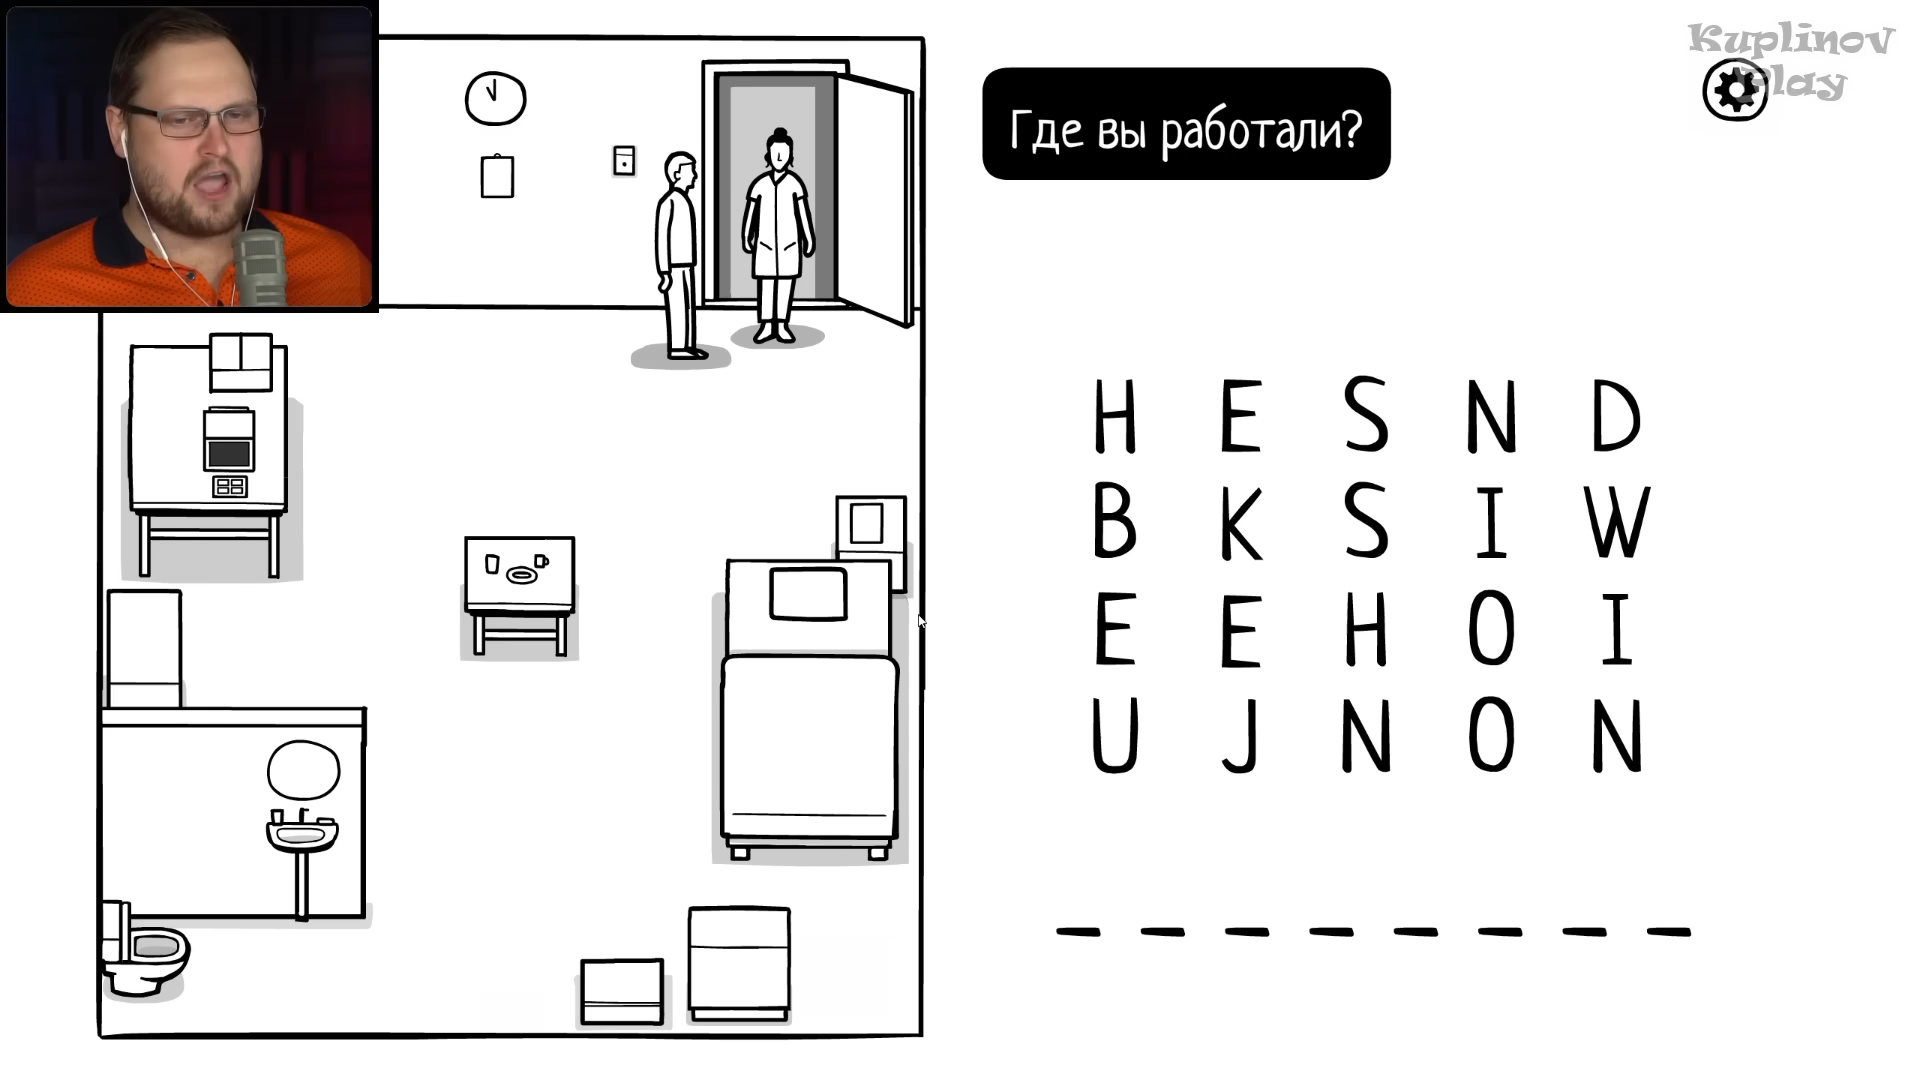 Kuplinov
Play
Где вы работали?
H E S N D
B K S I W
E E H O I
U J N O N